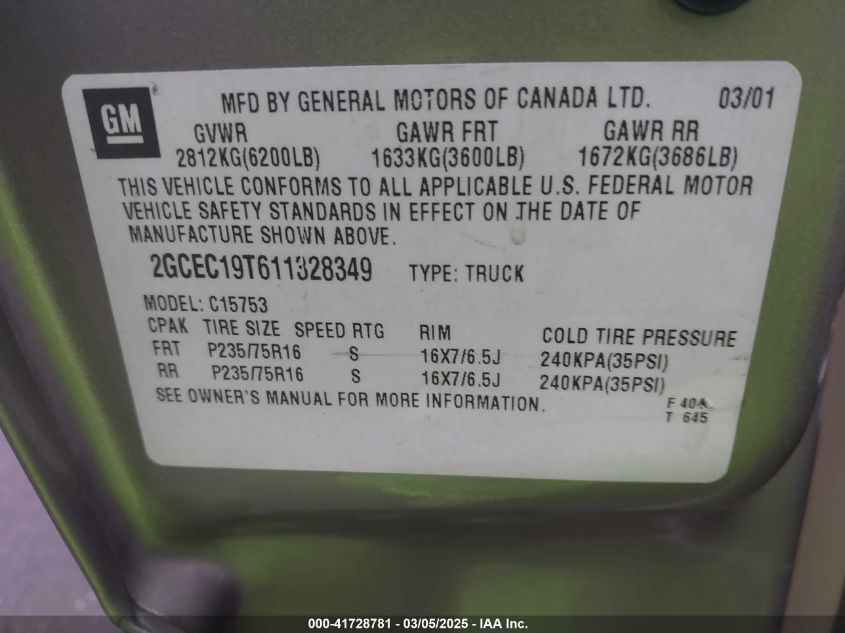 GM ® MFD BY GENERAL MOTORS OF CANADA LTD. 03/01
GVWR GAWR FRT GAWR RR
2812KG(6200LB) 1633KG(3600LB) 1672KG(3686LB)
THIS VEHICLE CONFORMS TO ALL APPLICABLE U.S. FEDERAL MOTOR
VEHICLE SAFETY STANDARDS IN EFFECT ON THE DATE OF
MANUFACTURE SHOWN ABOVE.
2GCEC19T611328349 TYPE: TRUCK
MODEL: C15753
CPAK TIRE SIZE SPEED RTG RIM COLD TIRE PRESSURE
FRT P235/75R16 S 16X7/6.5J 240KPA(35PSI)
RR P235/75R16 S 16X7/6.5J 240KPA(35PSI)
SEE OWNER'S MANUAL FOR MORE INFORMATION.
F
T 645
000-41728781 - 03/05/2025 - IAA Inc.